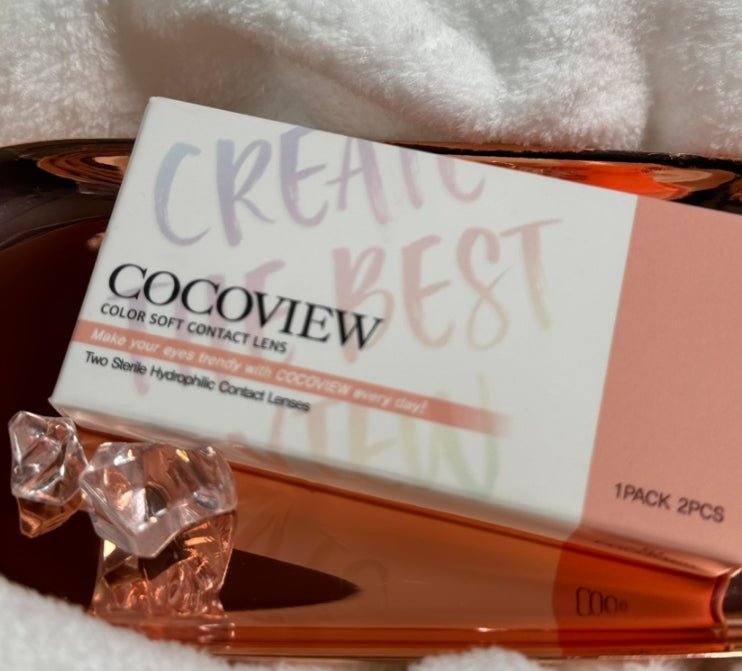 CREATE
THE BEST
COCOVIEW
COLOR SOFT CONTACT LENS
Make your eyes trendy with COCOVIEW every day!
Two Sterile Hydrophilic Contact Lenses
1PACK 2PCS